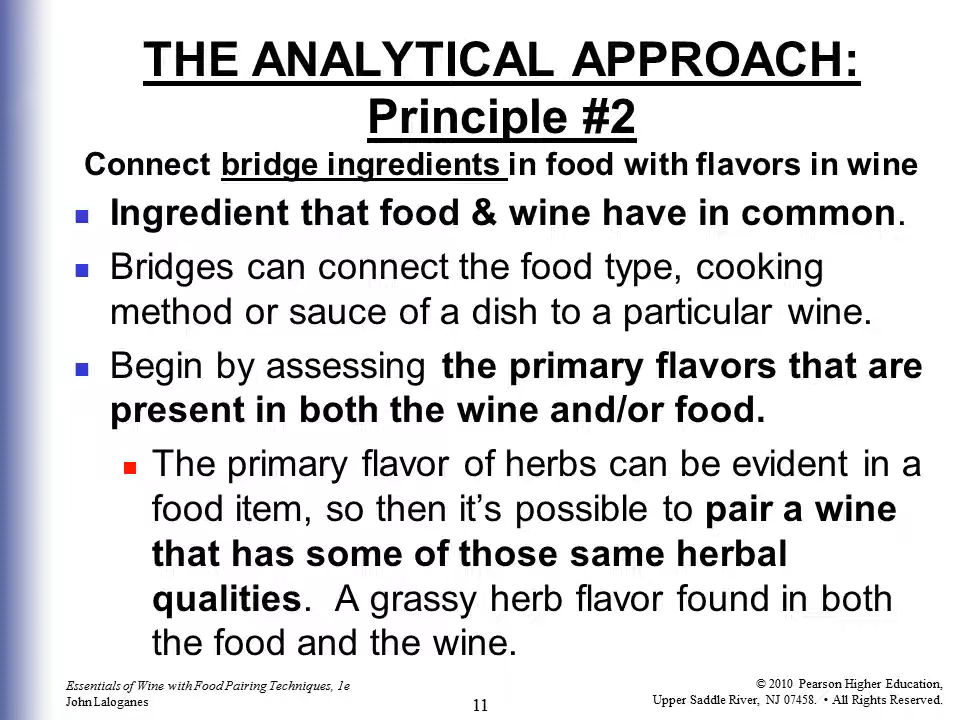 THE ANALYTICAL APPROACH:
Principle #2
Connect bridge ingredients in food with flavors in wine
Ingredient that food & wine have in common.
Bridges can connect the food type, cooking
method or sauce of a dish to a particular wine.
Begin by assessing the primary flavors that are
present in both the wine and/or food.
The primary flavor of herbs can be evident in a
food item, so then it’s possible to pair a wine
that has some of those same herbal
qualities. A grassy herb flavor found in both
the food and the wine.
Essentials of Wine with Food Pairing Techniques, 1e
John Laloganes
11
© 2010 Pearson Higher Education,
Upper Saddle River, NJ 07458. • All Rights Reserved.